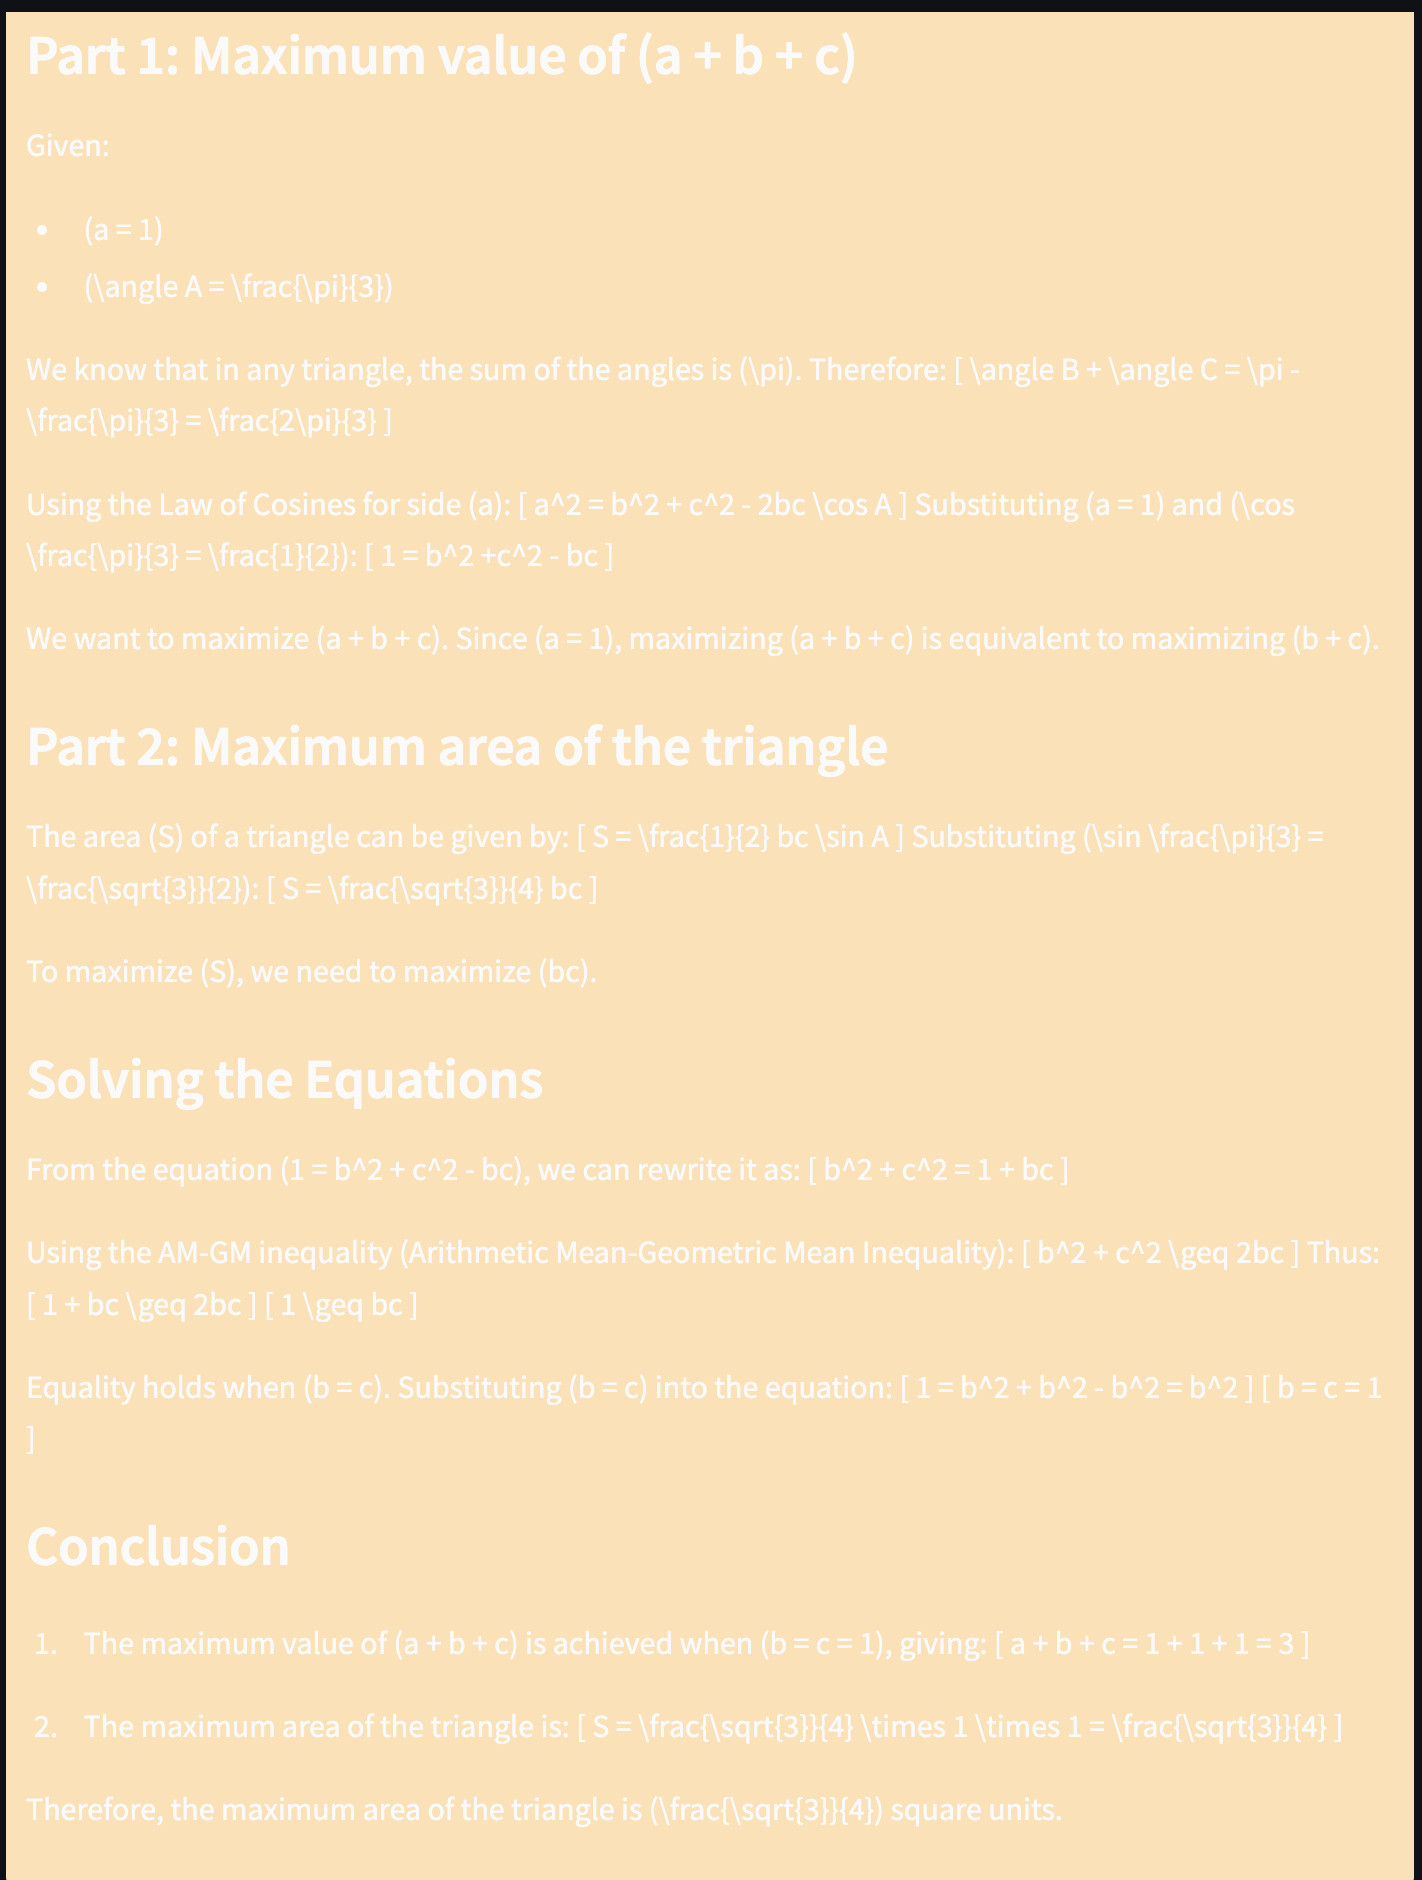 Part 1: Maximum value of (a + b + c)
Given:
• (a = 1)
• (\angle A = \frac{\pi}{3})
We know that in any triangle, the sum of the angles is (\pi). Therefore: [ \angle B + \angle C = \pi -
\frac{\pi}{3} = \frac{2\pi}{3} ]
Using the Law of Cosines for side (a): [ a^2 = b^2 + c^2 - 2bc \cos A ] Substituting (a = 1) and (\cos
\frac{\pi}{3} = \frac{1}{2}): [ 1 = b^2 +c^2 - bc ]
We want to maximize (a + b + c). Since (a = 1), maximizing (a + b + c) is equivalent to maximizing (b + c).
Part 2: Maximum area of the triangle
The area (S) of a triangle can be given by: [ S = \frac{1}{2} bc \sin A ] Substituting (\sin \frac{\pi}{3} =
\frac{\sqrt{3}}{2}): [ S = \frac{\sqrt{3}}{4} bc ]
To maximize (S), we need to maximize (bc).
Solving the Equations
From the equation (1 = b^2 + c^2 - bc), we can rewrite it as: [ b^2 + c^2 = 1 + bc ]
Using the AM-GM inequality (Arithmetic Mean-Geometric Mean Inequality): [ b^2 + c^2 \geq 2bc ] Thus:
[ 1 + bc \geq 2bc ] [ 1 \geq bc ]
Equality holds when (b = c). Substituting (b = c) into the equation: [ 1 = b^2 + b^2 - b^2 = b^2 ] [ b = c = 1
]
Conclusion
1. The maximum value of (a + b + c) is achieved when (b = c = 1), giving: [ a + b + c = 1 + 1 + 1 = 3 ]
2. The maximum area of the triangle is: [ S = \frac{\sqrt{3}}{4} \times 1 \times 1 = \frac{\sqrt{3}}{4} ]
Therefore, the maximum area of the triangle is (\frac{\sqrt{3}}{4}) square units.